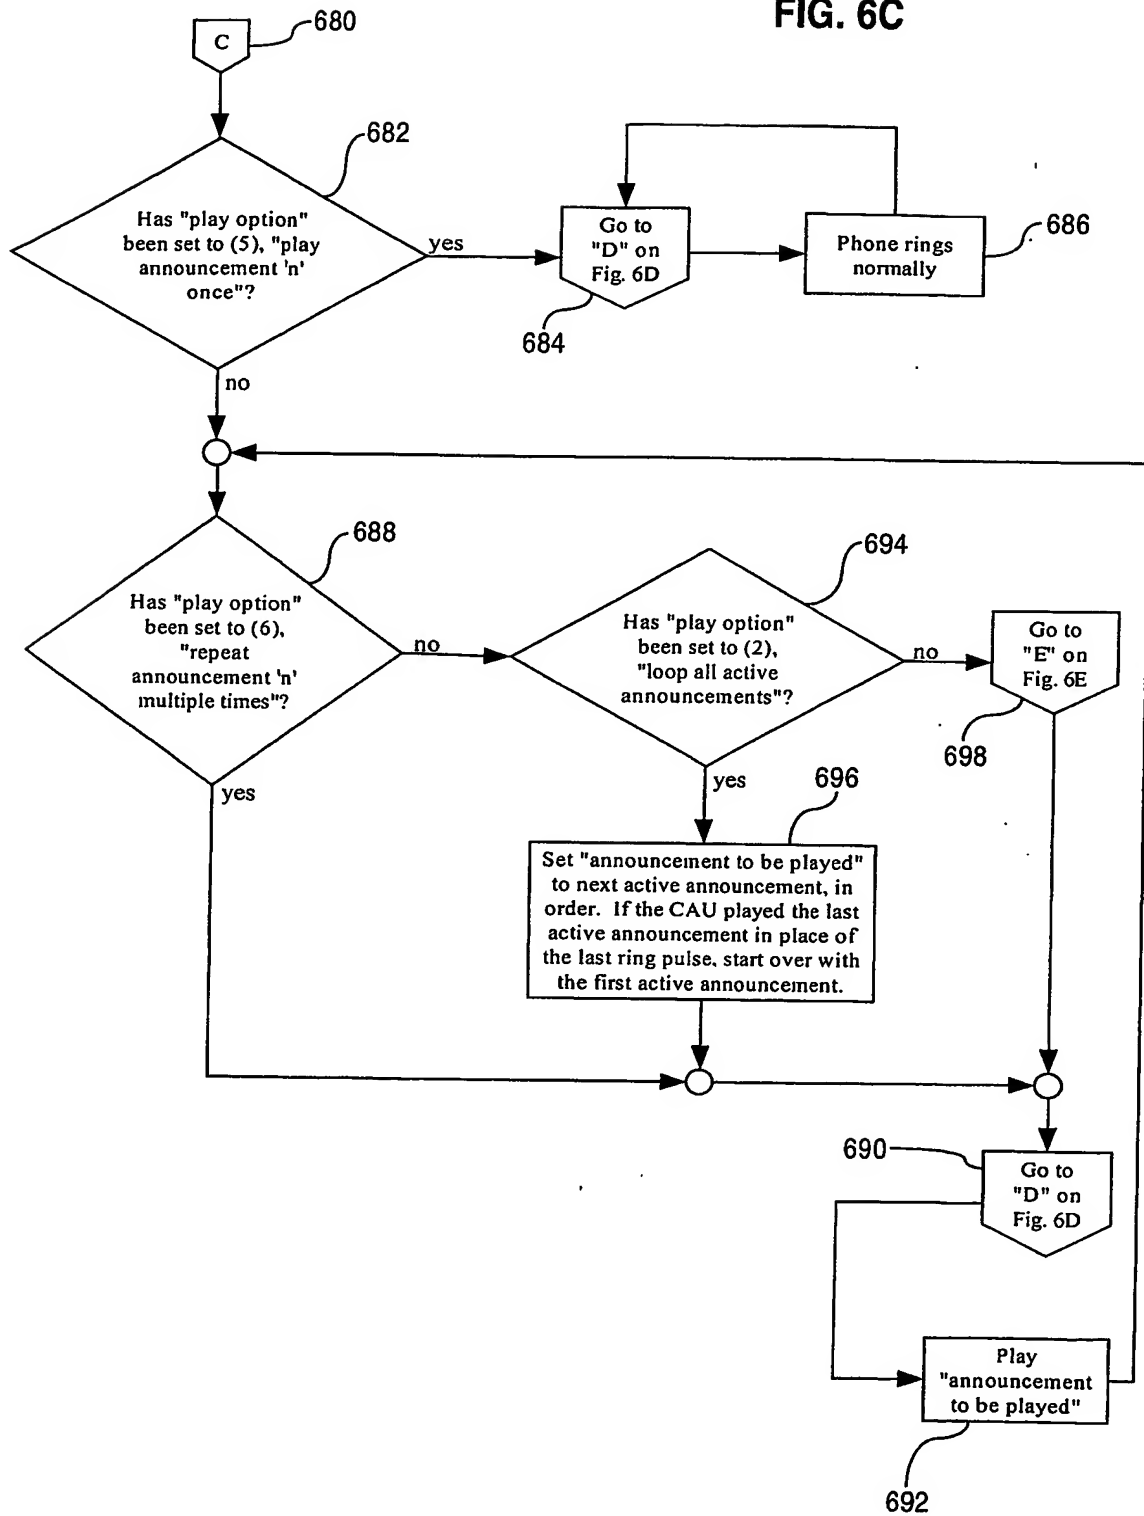 FIG. 6C
C
680
682
Has "play option"
been set to (5), "play
announcement 'n'
once"?
yes
no
Go to
"D" on
Fig. 6D
684
Phone rings
normally
686
688
Has "play option"
been set to (6),
"repeat
announcement 'n'
multiple times"?
no
yes
694
Has "play option"
been set to (2),
"loop all active
announcements"?
no
yes
Go to
"E" on
Fig. 6E
698
696
Set "announcement to be played"
to next active announcement, in
order. If the CAU played the last
active announcement in place of
the last ring pulse, start over with
the first active announcement.
690
Go to
"D" on
Fig. 6D
Play
"announcement
to be played"
692